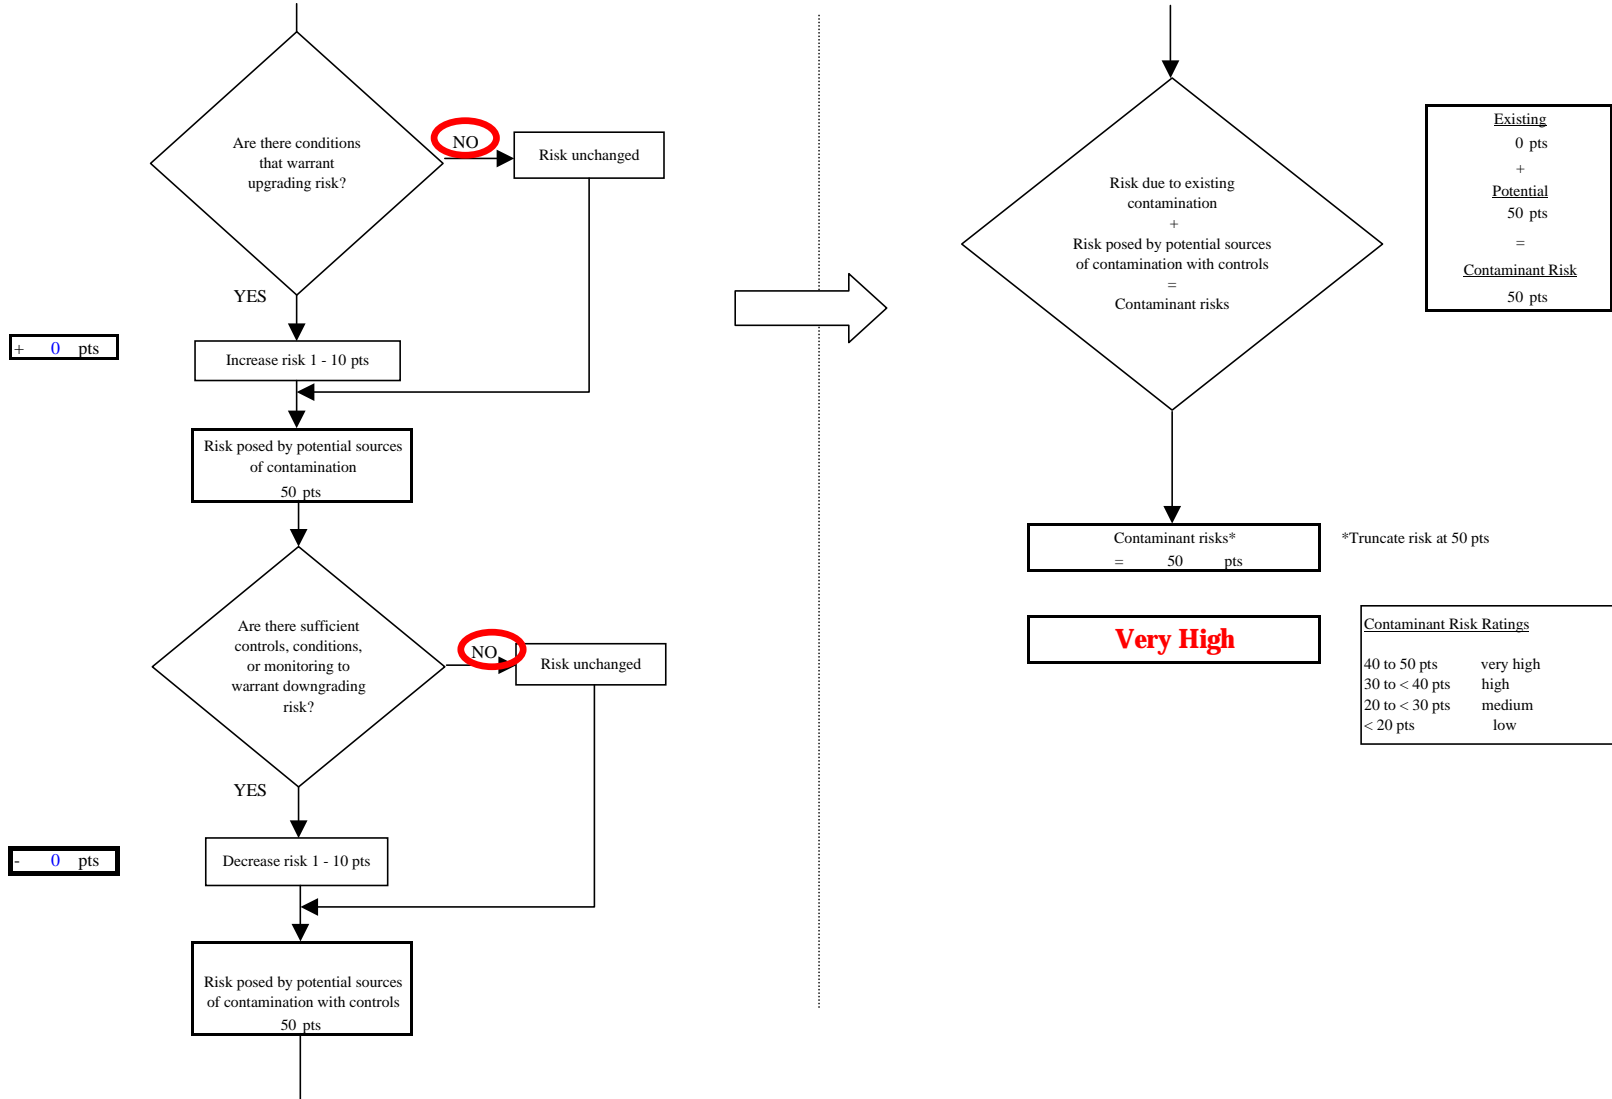 Are there conditions
that warrant
upgrading risk?
NO
Risk unchanged
YES
+ 0 pts
Increase risk 1 - 10 pts
Risk posed by potential sources
of contamination
50 pts
Are there sufficient
controls, conditions,
or monitoring to
warrant downgrading
risk?
NO
Risk unchanged
YES
- 0 pts
Decrease risk 1 - 10 pts
Risk posed by potential sources
of contamination with controls
50 pts
Risk due to existing
contamination
+
Risk posed by potential sources
of contamination with controls
=
Contaminant risks
Existing
0 pts
+
Potential
50 pts
=
Contaminant Risk
50 pts
Contaminant risks*
= 50 pts
*Truncate risk at 50 pts
Very High
Contaminant Risk Ratings
40 to 50 pts very high
30 to < 40 pts high
20 to < 30 pts medium
< 20 pts low